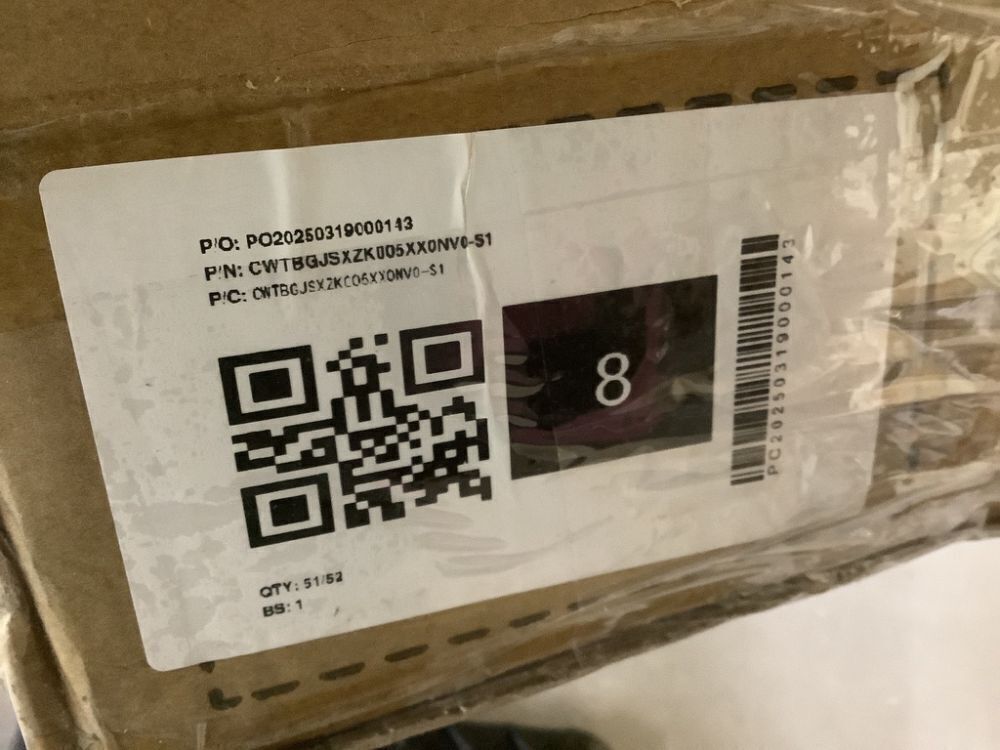 P/O: PO20250319000143
P/N: CWTBGJSXZK005XX0NV0-S1
P/C: CWTBGJSXZK005XX0NV0-S1
8
PC20250319000143
QTY: 51/52
BS: 1